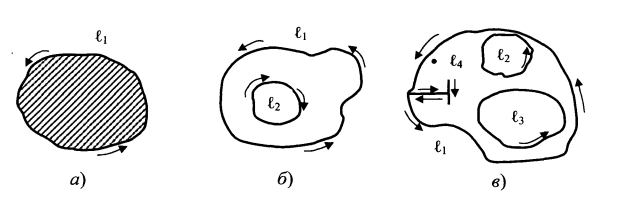 ℓ₁ ℓ₁ ℓ₄ ℓ₂
ℓ₂ ℓ₃
ℓ₁
а) б) в)